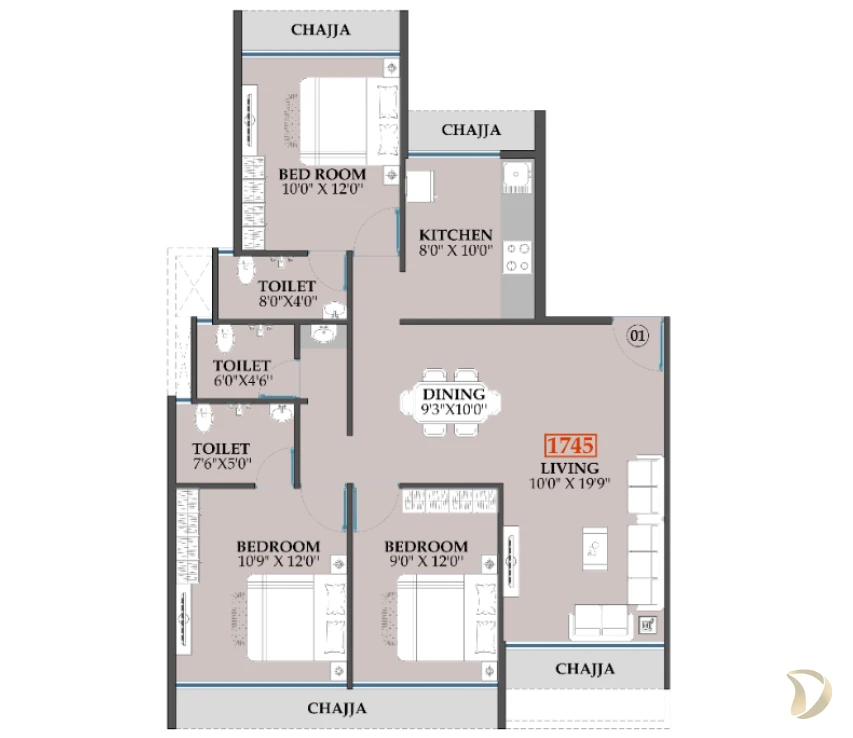 CHAJJA
CHAJJA
BED ROOM
10'0" X 12'0"
KITCHEN
8'0" X 10'0"
TOILET
8'0"X4'0"
01
TOILET
6'0"X4'6"
DINING
9'3"X10'0"
TOILET
7'6"X5'0"
1745
LIVING
10'0" X 19'9"
BEDROOM
10'9" X 12'0"
BEDROOM
9'0" X 12'0"
CHAJJA
CHAJJA